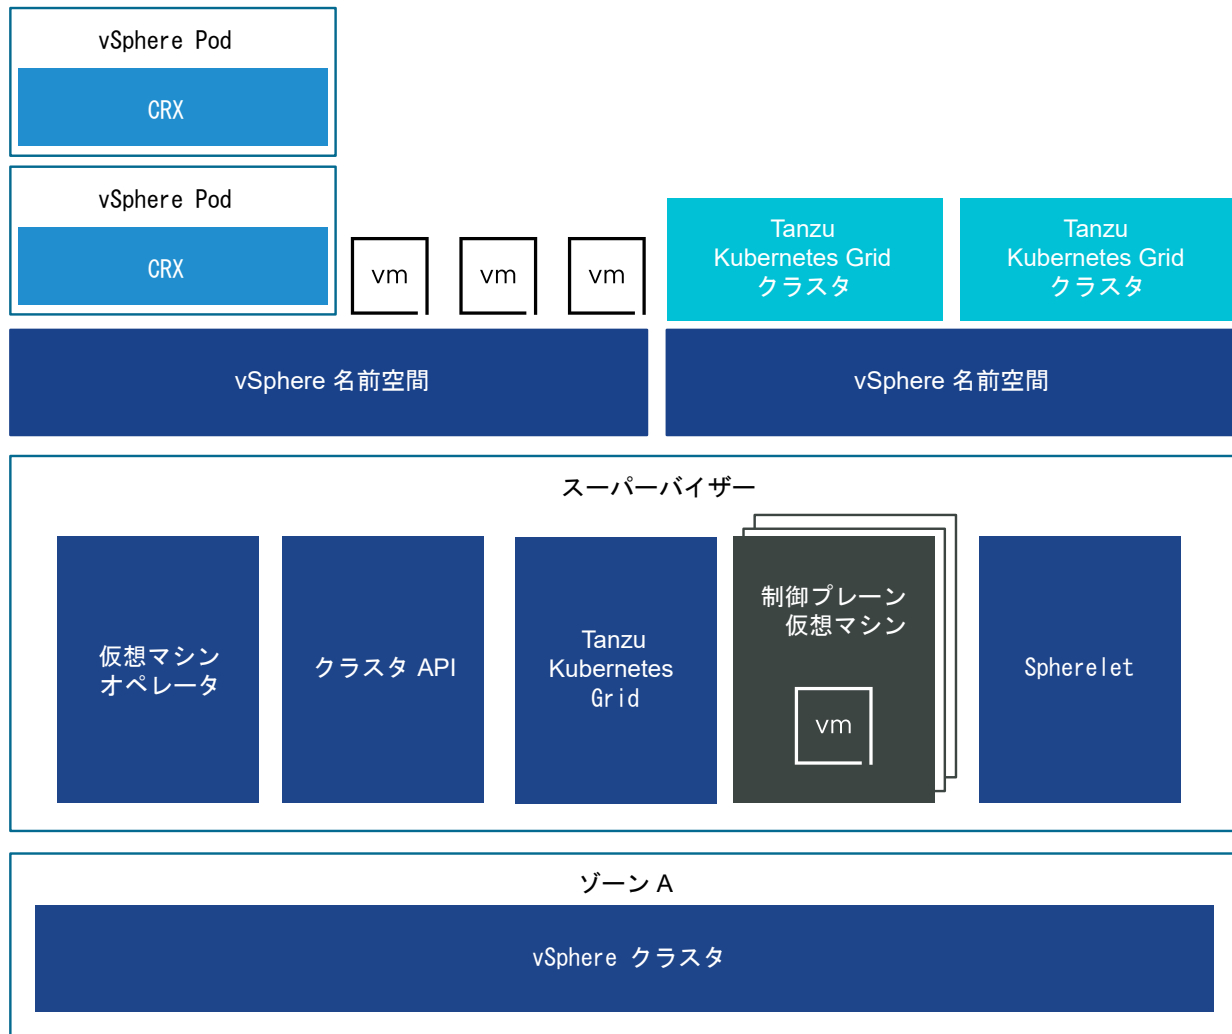 vSphere Pod
CRX
vSphere Pod
CRX
vm
vm
vm
Tanzu
Kubernetes Grid
クラスタ
Tanzu
Kubernetes Grid
クラスタ
vSphere 名前空間
vSphere 名前空間
スーパーバイザー
仮想マシン
オペレータ
クラスタ API
Tanzu
Kubernetes
Grid
制御プレーン
仮想マシン
vm
Spherelet
ゾーン A
vSphere クラスタ